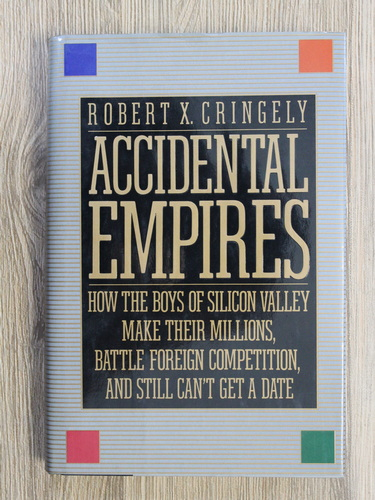 ROBERT X. CRINGELY
ACCIDENTAL
EMPIRES
HOW THE BOYS OF SILICON VALLEY
MAKE THEIR MILLIONS,
BATTLE FOREIGN COMPETITION,
AND STILL CAN'T GET A DATE